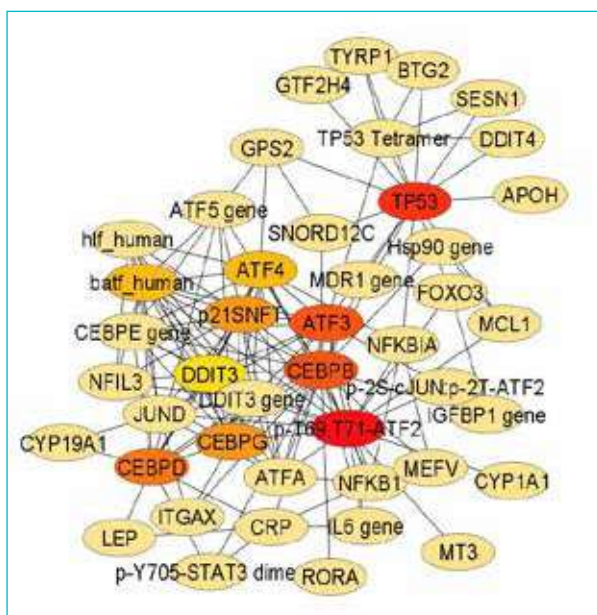 TYRP1
BTG2
GTF2H4
SESN1
TP53 Tetramer
DDIT4
GPS2
TP53
APOH
ATF5 gene
SNORD12C
hlf_human
Hsp90 gene
ATF4
batf_human
MDR1 gene
FOXO3
p21SNFT
ATF3
MCL1
CEBPE gene
NFKBIA
CEBPB
NFIL3
DDIT3
p-2S-cJUN:p-2T-ATF2
DDIT3 gene
IGFBP1 gene
JUND
p-T69 T71-ATF2
CYP19A1
CEBPG
CEBPD
ATFA
NFKB1
MEFV
CYP1A1
ITGAX
CRP
IL6 gene
LEP
MT3
p-Y705-STAT3 dime
RORA